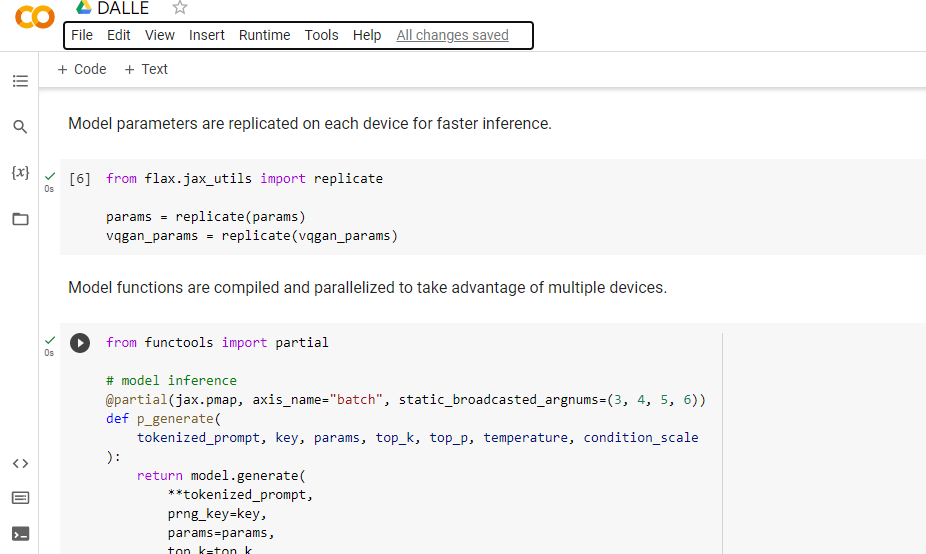 DALLE
File Edit View Insert Runtime Tools Help All changes saved
+ Code + Text
Model parameters are replicated on each device for faster inference.
{x}
0s
[6] from flax.jax_utils import replicate
params = replicate(params)
vqgan_params = replicate(vqgan_params)
Model functions are compiled and parallelized to take advantage of multiple devices.
0s
from functools import partial
# model inference
@partial(jax.pmap, axis_name="batch", static_broadcasted_argnums=(3, 4, 5, 6))
def p_generate(
    tokenized_prompt, key, params, top_k, top_p, temperature, condition_scale
):
    return model.generate(
        **tokenized_prompt,
        prng_key=key,
        params=params,
        top_k=top_k